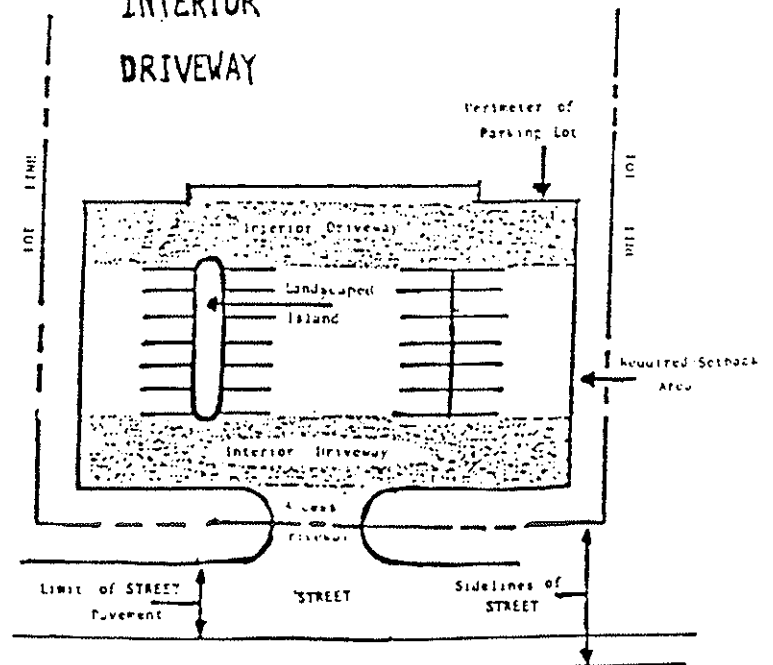 INTERIOR
DRIVEWAY
Perimeter of
Parking Lot
LOT LINE
LOT LINE
Interior Driveway
Landscaped
Island
Required Setback
Area
Interior Driveway
Access
Driveway
Limit of STREET
Pavement
STREET
Sidelines of
STREET